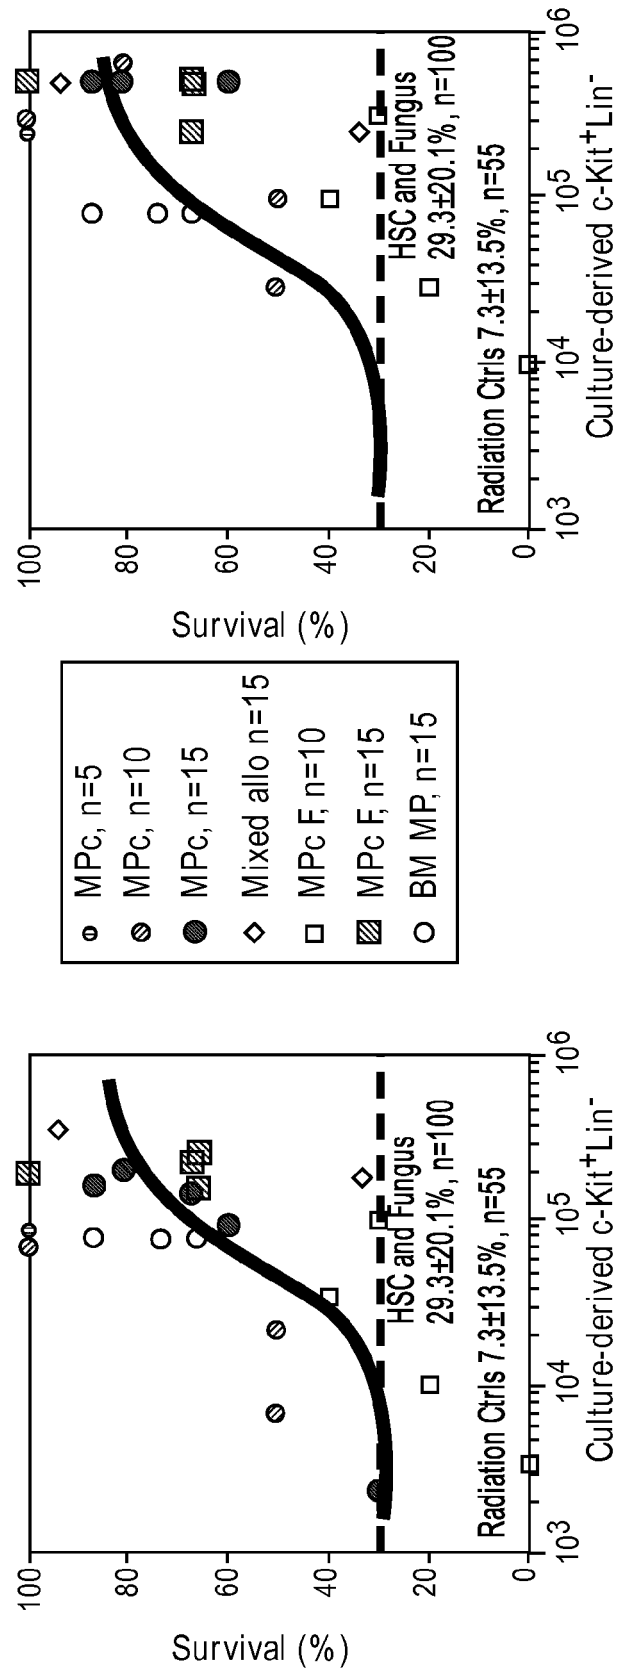 Survival (%)
100
80
60
40
20
0
HSC and Fungus
29.3±20.1%, n=100
Radiation Ctrls 7.3±13.5%, n=55
10³
10⁴
10⁵
10⁶
Culture-derived c-Kit⁺Lin⁻
MPc, n=5
MPc, n=10
MPc, n=15
Mixed allo n=15
MPc F, n=10
MPc F, n=15
BM MP, n=15
Survival (%)
100
80
60
40
20
0
HSC and Fungus
29.3±20.1%, n=100
Radiation Ctrls 7.3±13.5%, n=55
10³
10⁴
10⁵
10⁶
Culture-derived c-Kit⁺Lin⁻